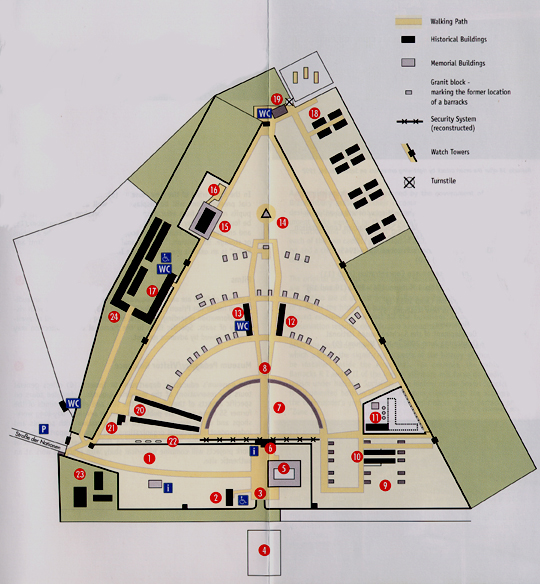 Walking Path
Historical Buildings
Memorial Buildings
Granit block -
marking the former location
of a barracks
Security System
(reconstructed)
Watch Towers
Turnstile
19
WC
18
16
15
14
WC
17
24
13
WC
12
8
WC
20
7
11
21
P
Straße der Nationen
22
6
i
10
1
5
23
i
2
3
9
4